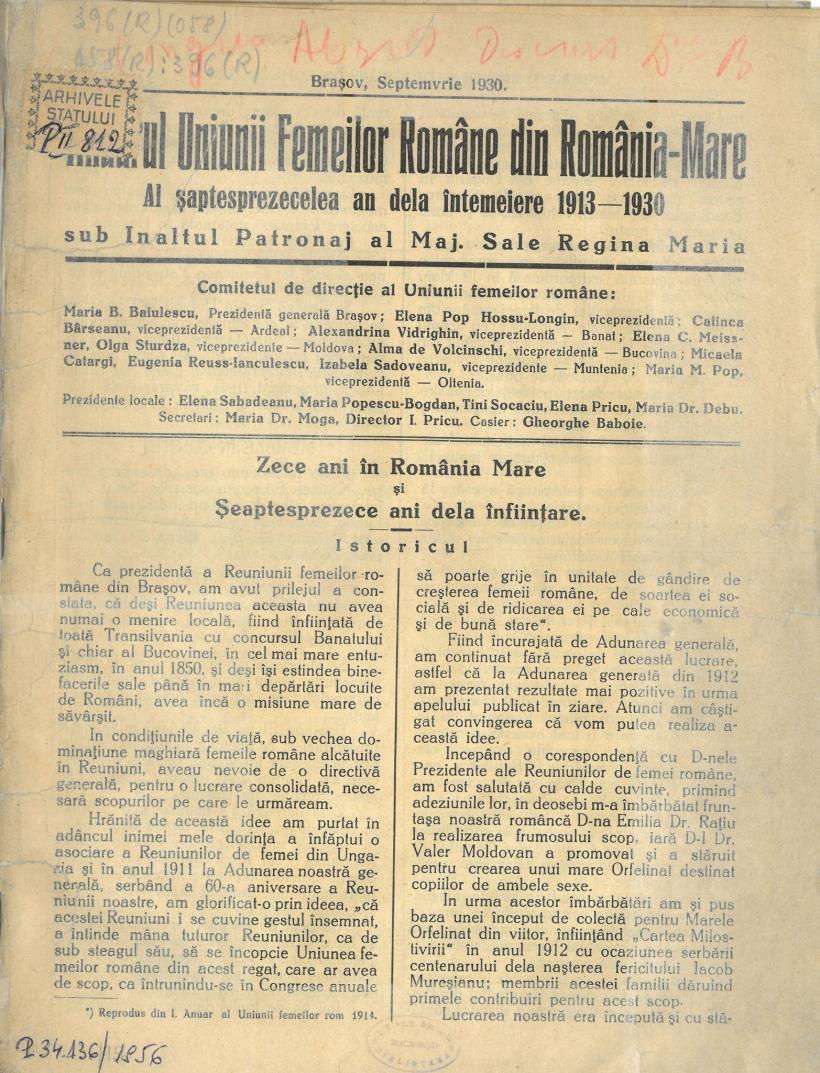 396(R)(058)
058(R):396(R)
Brașov, Septemvrie 1930.
ARHIVELE
STATULUI
P II 812
Anuarul Uniunii Femeilor Române din România-Mare
Al șaptesprezecelea an dela întemeiere 1913—1930
sub Inaltul Patronaj al Maj. Sale Regina Maria
Comitetul de direcție al Uniunii femeilor române:
Maria B. Baiulescu, Prezidentă generală Brașov; Elena Pop Hossu-Longin, viceprezidentă; Catinca
Bârseanu, viceprezidentă — Ardeal; Alexandrina Vidrighin, viceprezidentă — Banat; Elena C. Meiss-
ner, Olga Sturdza, viceprezidente — Moldova; Alma de Volcinschi, viceprezidentă — Bucovina; Micaela
Catargi, Eugenia Reuss-Ianculescu, Izabela Sadoveanu, viceprezidente — Muntenia; Maria M. Pop,
viceprezidentă — Oltenia.
Prezidente locale: Elena Sabadeanu, Maria Popescu-Bogdan, Tini Socaciu, Elena Pricu, Maria Dr. Debu.
Secretari: Maria Dr. Moga, Director I. Pricu. Casier: Gheorghe Baboie.
Zece ani în România Mare
și
Șeaptesprezece ani dela înființare.
Istoricul
Ca prezidentă a Reuniunii femeilor ro-
mâne din Brașov, am avut prilejul a con-
stata, că deși Reuniunea aceasta nu avea
numai o menire locală, fiind înființată de
toată Transilvania cu concursul Banatului
și chiar al Bucovinei, în cel mai mare entu-
ziasm, în anul 1850, și deși își estindea bine-
facerile sale până în mari depărtări locuite
de Români, avea încă o misiune mare de
săvârșit.
In condițiunile de viață, sub vechea do-
minațiune maghiară femeile române alcătuite
în Reuniuni, aveau nevoie de o directivă
generală, pentru o lucrare consolidată, nece-
sară scopurilor pe care le urmăream.
Hrănită de această idee am purtat în
adâncul inimei mele dorința a înfăptui o
asociare a Reuniunilor de femei din Unga-
ria și în anul 1911 la Adunarea noastră ge-
nerală, serbând a 60-a aniversare a Reu-
niunii noastre, am glorificat-o prin ideea, „că
acestei Reuniuni i se cuvine gestul însemnat,
a întinde mâna tuturor Reuniunilor, ca de
sub steagul său, să se încopcie Uniunea fe-
meilor române din acest regat, care ar avea
de scop, ca întrunindu-se în Congrese anuale
*) Reprodus din I. Anuar al Uniunii femeilor rom 1914.
să poarte grije în unitate de gândire de
creșterea femeii române, de soartea ei so-
cială și de ridicarea ei pe cale economică
și de bună stare“.
Fiind încurajată de Adunarea generală,
am continuat fără preget această lucrare,
astfel că la Adunarea generală din 1912
am prezentat rezultate mai pozitive în urma
apelului publicat în ziare. Atunci am câști-
gat convingerea că vom putea realiza a-
ceastă idee.
Incepând o corespondență cu D-nele
Prezidente ale Reuniunilor de femei române,
am fost salutată cu calde cuvinte, primind
adeziunile lor, în deosebi m-a îmbărbătat frun-
tașa noastră româncă D-na Emilia Dr. Rațiu
la realizarea frumosului scop, iară D-l Dr.
Valer Moldovan a promovat și a stăruit
pentru crearea unui mare Orfelinat destinat
copiilor de ambele sexe.
In urma acestor îmbărbătări am și pus
baza unei început de colectă pentru Marele
Orfelinat din viitor, înființând „Cartea Milos-
tivirii“ în anul 1912 cu ocaziunea serbării
centenarului dela nașterea fericitului Iacob
Mureșianu; membrii acestei familii dăruind
primele contribuiri pentru acest scop.
Lucrarea noastră era începută și cu stă-
P 34.136/1956